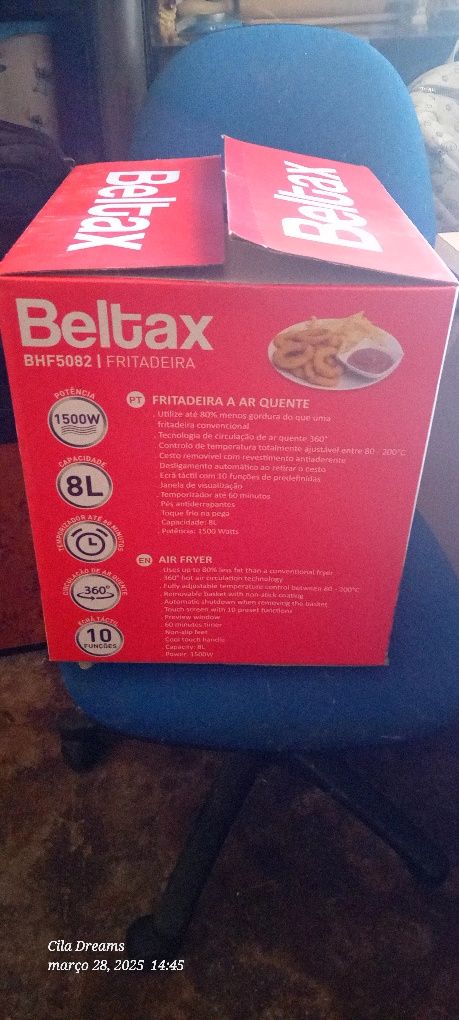 Beltax
Beltax
Beltax
BHF5082 | FRITADEIRA
POTÊNCIA
1500W
CAPACIDADE
8L
TEMPORIZADOR ATÉ 60 MINUTOS
CIRCULAÇÃO DE AR QUENTE
360°
ECRÃ TÁCTIL
10
FUNÇÕES
PT FRITADEIRA A AR QUENTE
. Utilize até 80% menos gordura do que uma
fritadeira convencional
. Tecnologia de circulação de ar quente 360°
. Controlo de temperatura totalmente ajustável entre 80 - 200°C
. Cesto removível com revestimento antiaderente
. Desligamento automático ao retirar o cesto
. Ecrã táctil com 10 funções de predefinidas
. Janela de visualização
. Temporizador até 60 minutos
. Pés antiderrapantes
. Toque frio na pega
. Capacidade: 8L
. Potência: 1500 Watts
EN AIR FRYER
. Uses up to 80% less fat than a conventional fryer
. 360° hot air circulation technology
. Fully adjustable temperature control between 80 - 200°C
. Removable basket with non-stick coating
. Automatic shutdown when removing the basket
. Touch screen with 10 preset functions
. Preview window
. 60 minutes timer
. Non-slip feet
. Cool touch handle
. Capacity: 8L
. Power: 1500W
Cila Dreams
março 28, 2025 14:45